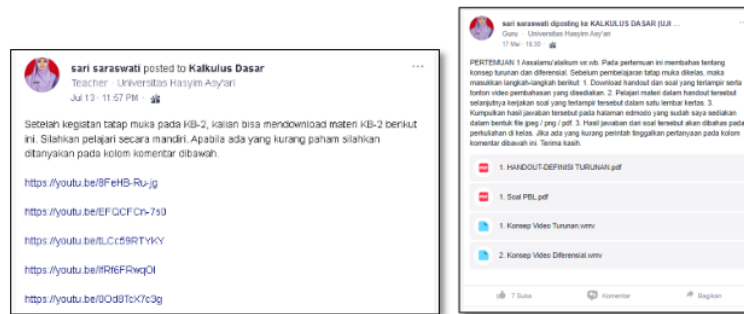 sari saraswati posted to Kalkulus Dasar
Teacher - Universitas Hasyim Asy'ari
Jul 13 · 11:57 PM ·
Setelah kegiatan tatap muka pada KB-2, kalian bisa mendownload materi KB-2 berikut
ini. Silahkan pelajari secara mandiri. Apabila ada yang kurang paham silahkan
ditanyakan pada kolom komentar dibawah.
https://youtu.be/8FeHB-Ru-jg
https://youtu.be/EFQCFCn-7s0
https://youtu.be/tLCc59RTYKY
https://youtu.be/0Od8TcX7c3g
sari saraswati diposting ke KALKULUS DASAR (UJI ...
Guru · Universitas Hasyim Asy'ari
17 Mei · 18:30 ·
PERTEMUAN 1 Assalamu'alaikum wr.wb. Pada pertemuan ini membahas tentang
konsep turunan dan diferensial. Sebelum pembelajaran tatap muka dikelas, maka
masukkan langkah-langkah berikut: 1. Download handout dan soal yang terlampir serta
tonton video pembahasan yang disediakan. 2. Pelajari materi dalam handout tersebut
selanjutnya kerjakan soal yang terlampir tersebut dalam satu lembar kertas. 3.
Kumpulkan hasil jawaban tersebut pada halaman edmodo yang sudah saya sediakan
dalam bentuk file jpeg / png / pdf. 3. Hasil jawaban dari soal tersebut akan dibahas pada
perkuliahan di kelas. Jika ada yang kurang perintah tinggalkan pertanyaan pada kolom
komentar dibawah ini. Terima kasih.
1. HANDOUT-DEFINISI TURUNAN.pdf
1. Soal PBL.pdf
1. Konsep Video Turunan.wmv
2. Konsep Video Diferensial.wmv
7 Suka
Komentar
Bagikan